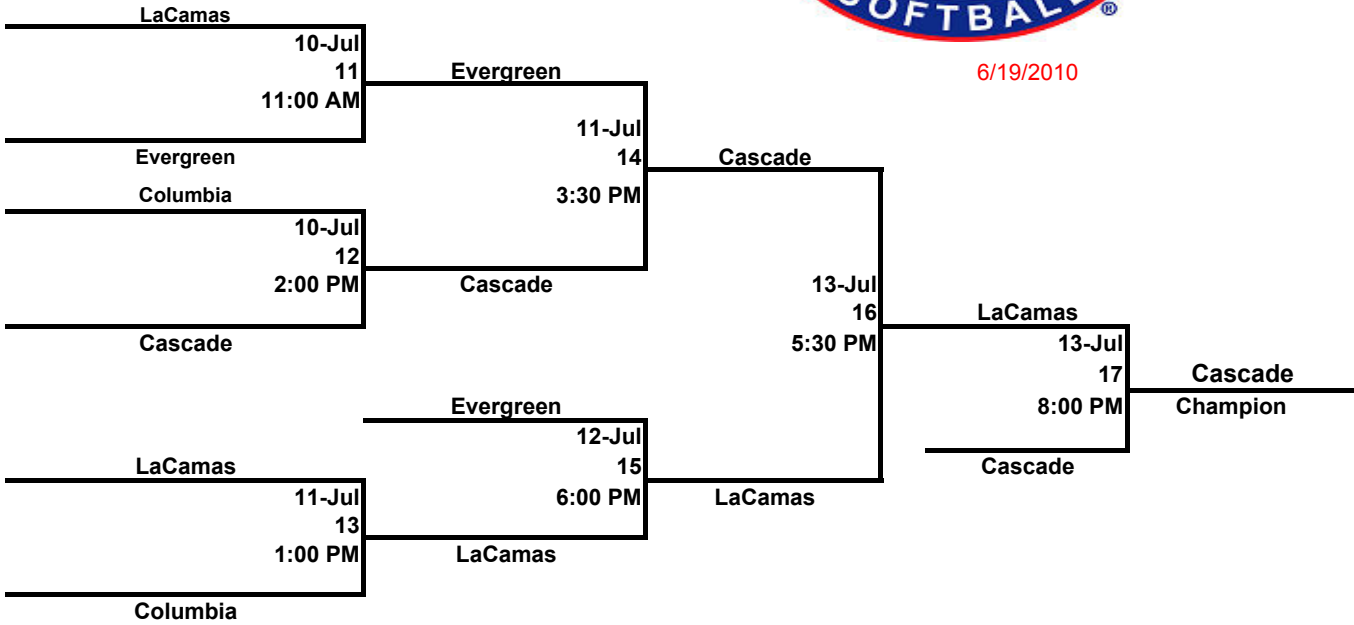 SOFTBALL ®
6/19/2010
LaCamas
10-Jul
11
11:00 AM
Evergreen
Evergreen
Columbia
10-Jul
12
2:00 PM
Cascade
Cascade
11-Jul
14
3:30 PM
Cascade
13-Jul
16
5:30 PM
LaCamas
13-Jul
17
8:00 PM
Cascade
Cascade
Champion
Evergreen
12-Jul
15
6:00 PM
LaCamas
LaCamas
11-Jul
13
1:00 PM
LaCamas
Columbia